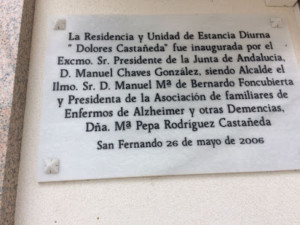 La Residencia y Unidad de Estancia Diurna
" Dolores Castañeda" fue inaugurada por el
Excmo. Sr. Presidente de la Junta de Andalucía,
D. Manuel Chaves González, siendo Alcalde el
Ilmo. Sr. D. Manuel Mª de Bernardo Foncubierta
y Presidenta de la Asociación de familiares de
Enfermos de Alzheimer y otras Demencias,
Dña. Mª Pepa Rodriguez Castañeda
San Fernando 26 de mayo de 2006